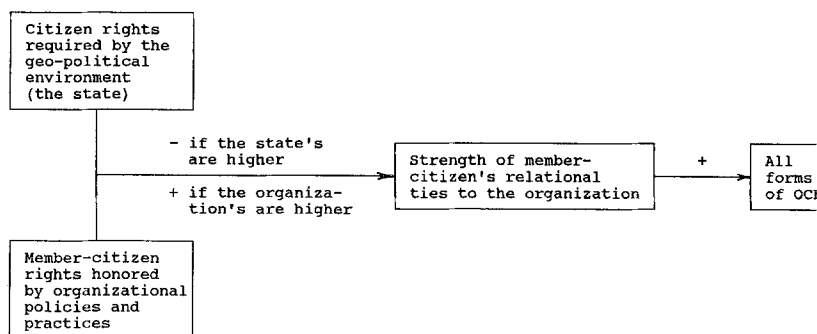 Citizen rights
required by the
geo-political
environment
(the state)
- if the state's
are higher
+ if the organiza-
tion's are higher
Strength of member-
citizen's relational
ties to the organization
+
All
forms
of
Member-citizen
rights honored
by organizational
policies and
practices